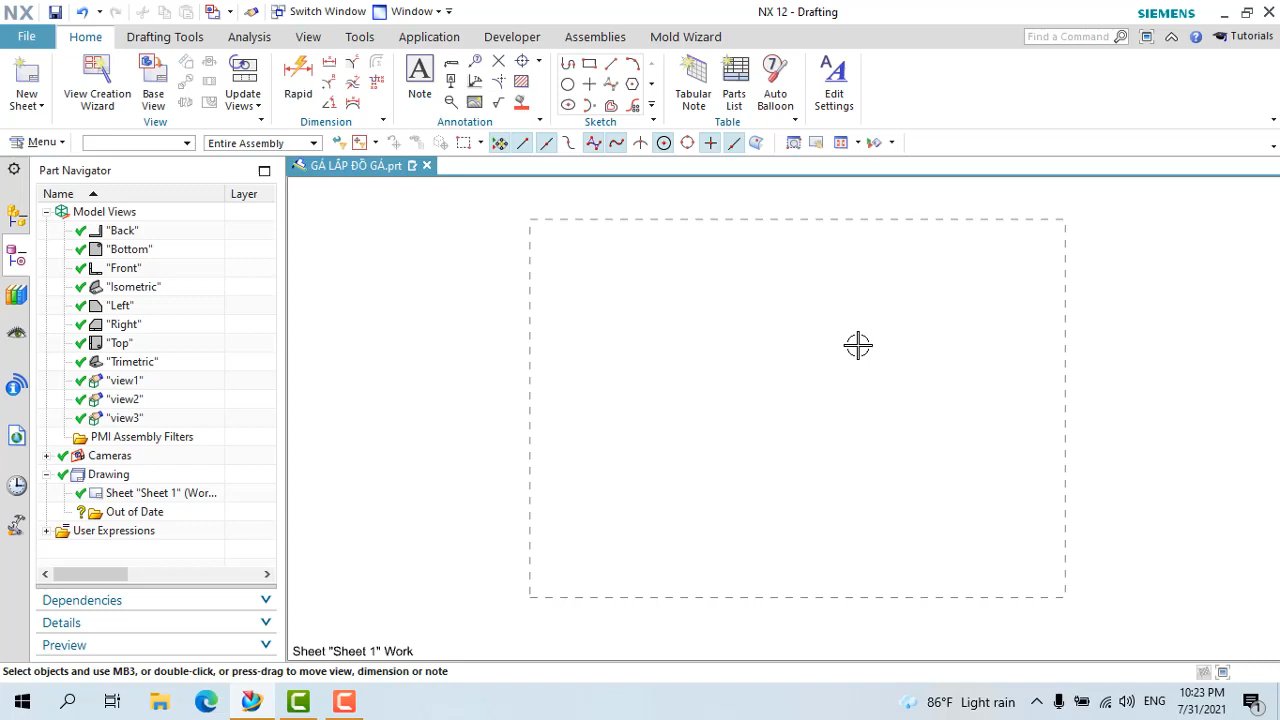 NX
Switch Window
Window
NX 12 - Drafting
SIEMENS
File
Home
Drafting Tools
Analysis
View
Tools
Application
Developer
Assemblies
Mold Wizard
Find a Command
Tutorials
New
Sheet
View Creation
Wizard
Base
View
Update
Views
View
Rapid
Dimension
Note
Annotation
Sketch
Tabular
Note
Parts
List
Auto
Balloon
Table
Edit
Settings
Menu
Entire Assembly
Part Navigator
GÁ LẮP ĐỒ GÁ.prt
Name
Layer
Model Views
"Back"
"Bottom"
"Front"
"Isometric"
"Left"
"Right"
"Top"
"Trimetric"
"view1"
"view2"
"view3"
PMI Assembly Filters
Cameras
Drawing
Sheet "Sheet 1" (Wor...
Out of Date
User Expressions
Dependencies
Details
Preview
Sheet "Sheet 1" Work
Select objects and use MB3, or double-click, or press-drag to move view, dimension or note
86°F Light rain
ENG
10:23 PM
7/31/2021
1